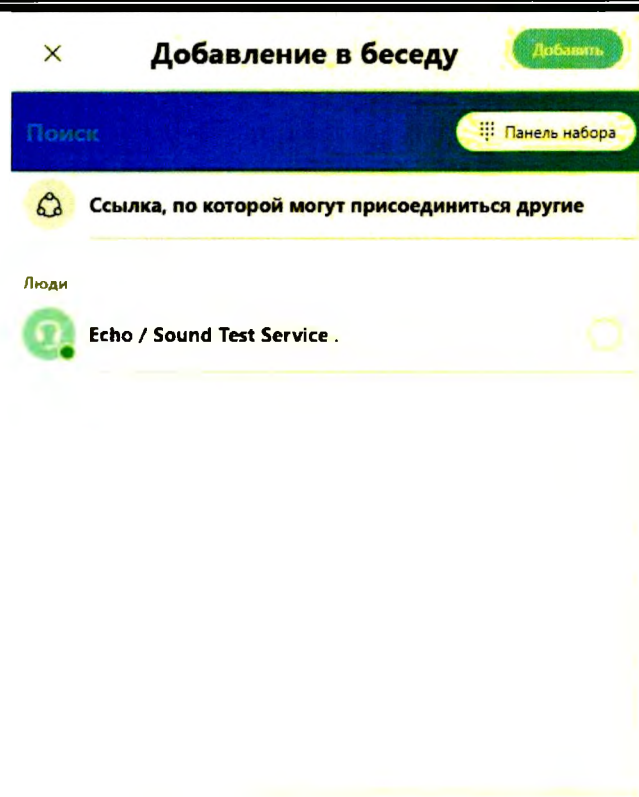 Добавление в беседу
Добавить
Поиск
Панель набора
Ссылка, по которой могут присоединиться другие
Люди
Echo / Sound Test Service .